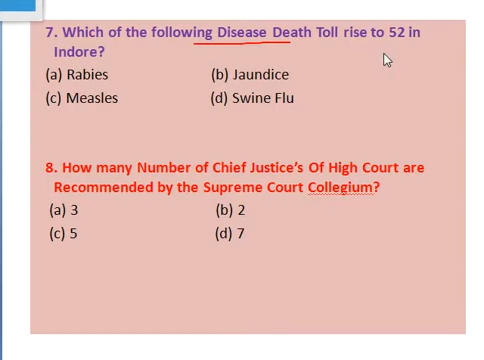 7. Which of the following Disease Death Toll rise to 52 in
Indore?
(a) Rabies (b) Jaundice
(c) Measles (d) Swine Flu
8. How many Number of Chief Justice's Of High Court are
Recommended by the Supreme Court Collegium?
(a) 3 (b) 2
(c) 5 (d) 7